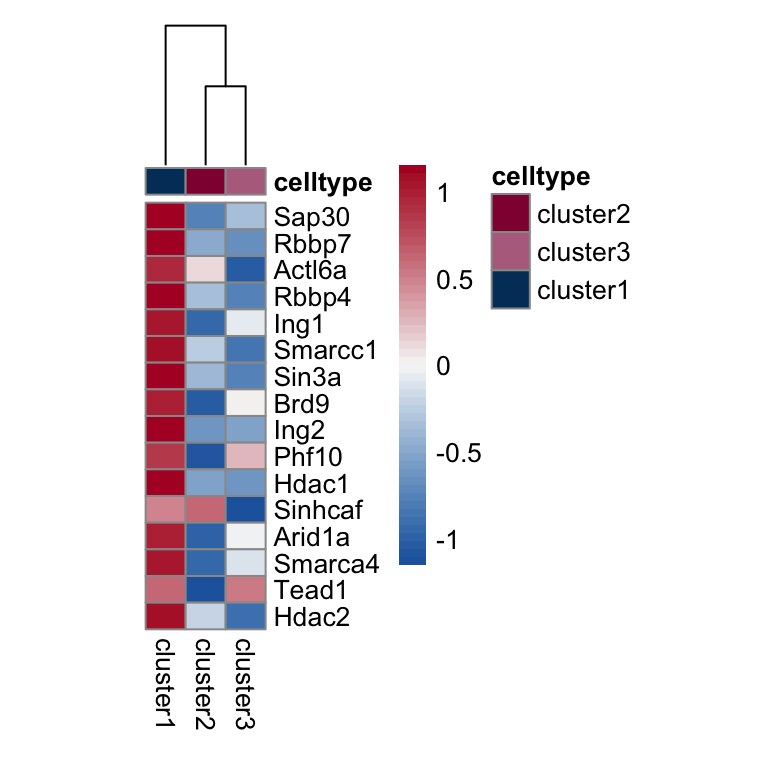 celltype
Sap30
Rbbp7
Actl6a
Rbbp4
Ing1
Smarcc1
Sin3a
Brd9
Ing2
Phf10
Hdac1
Sinhcaf
Arid1a
Smarca4
Tead1
Hdac2
cluster1
cluster2
cluster3
1
0.5
0
-0.5
-1
celltype
cluster2
cluster3
cluster1